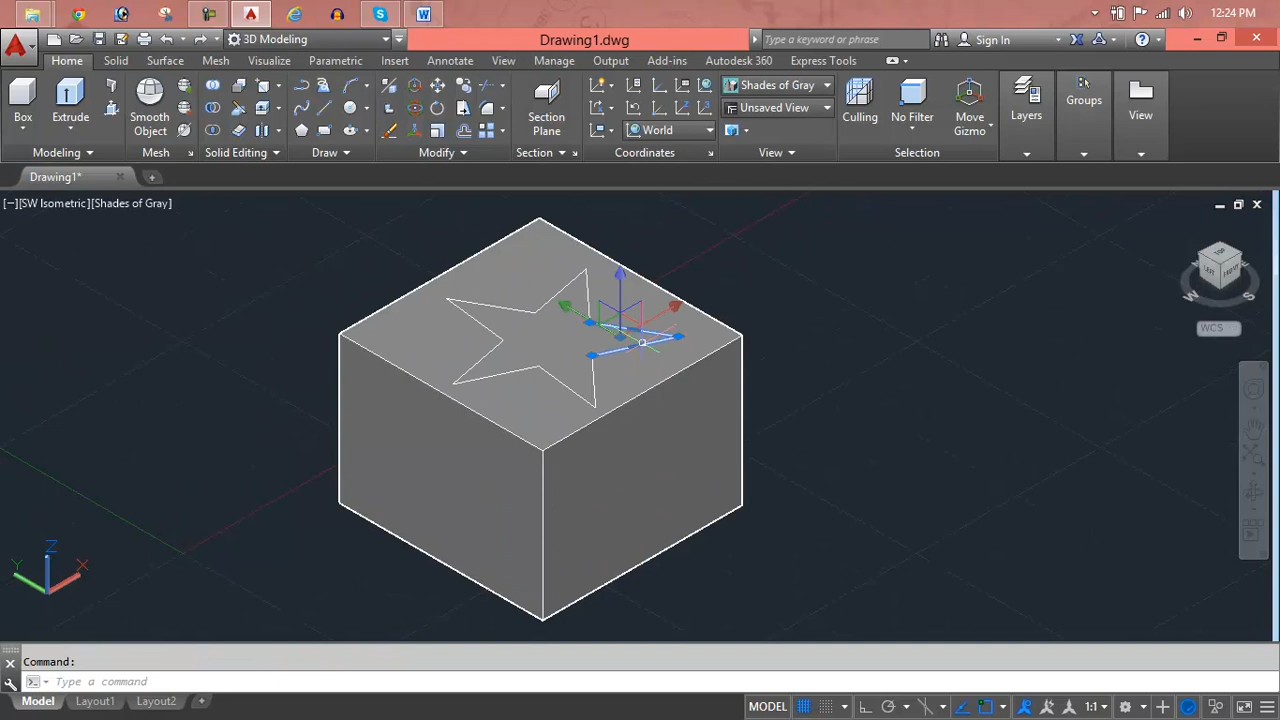 12:24 PM
3D Modeling
Drawing1.dwg
Type a keyword or phrase
Sign In
Home Solid Surface Mesh Visualize Parametric Insert Annotate View Manage Output Add-ins Autodesk 360 Express Tools
Box
Extrude
Smooth
Object
Section
Plane
World
Shades of Gray
Unsaved View
Culling
No Filter
Move
Gizmo
Layers
Groups
View
Modeling
Mesh
Solid Editing
Draw
Modify
Section
Coordinates
View
Selection
Drawing1*
[−][SW Isometric][Shades of Gray]
TOP
LEFT
FRONT
W
S
WCS
Z
Y
X
Command:
Type a command
Model Layout1 Layout2
MODEL
1:1